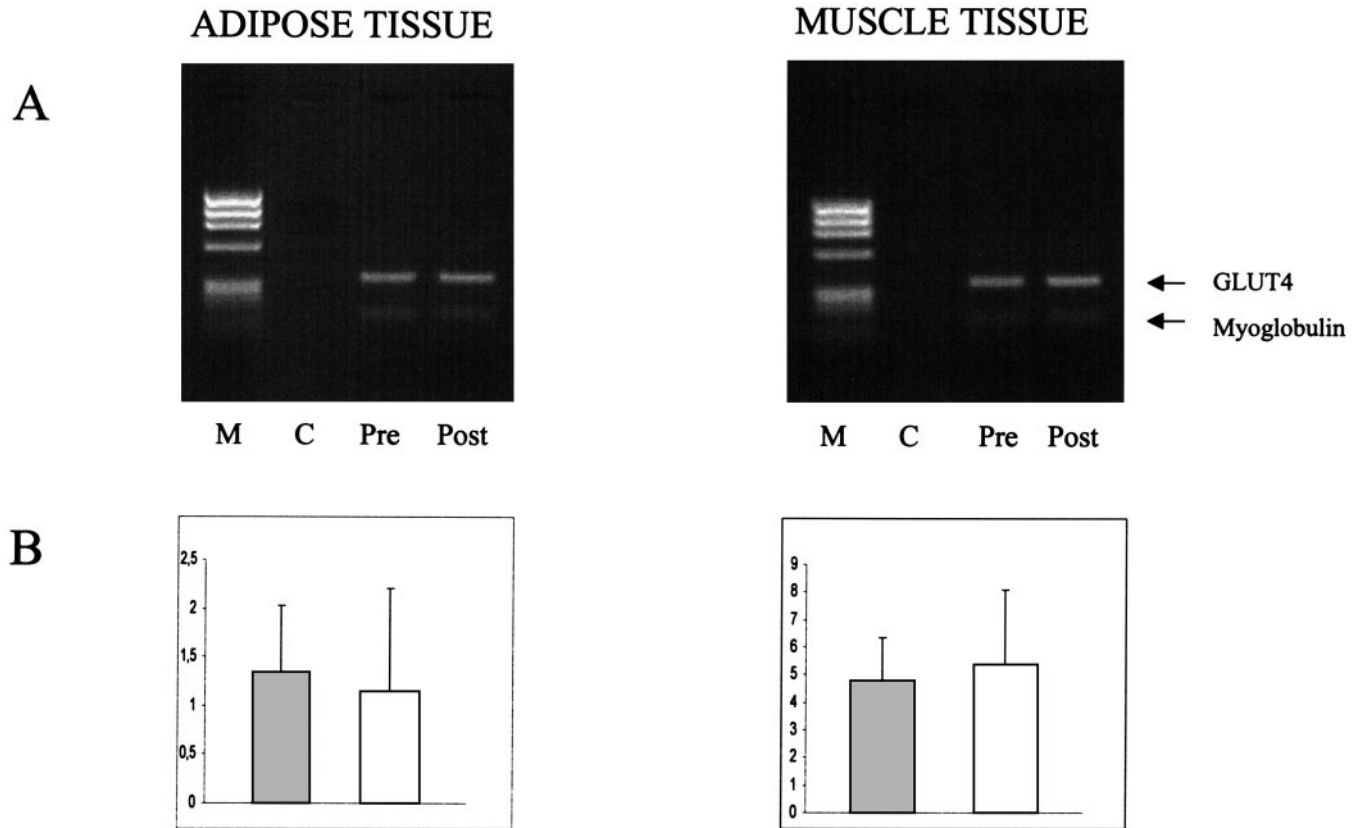 ADIPOSE TISSUE
MUSCLE TISSUE
A
GLUT4
Myoglobulin
M C Pre Post
M C Pre Post
B
2,5
2
1,5
1
0,5
0
9
8
7
6
5
4
3
2
1
0